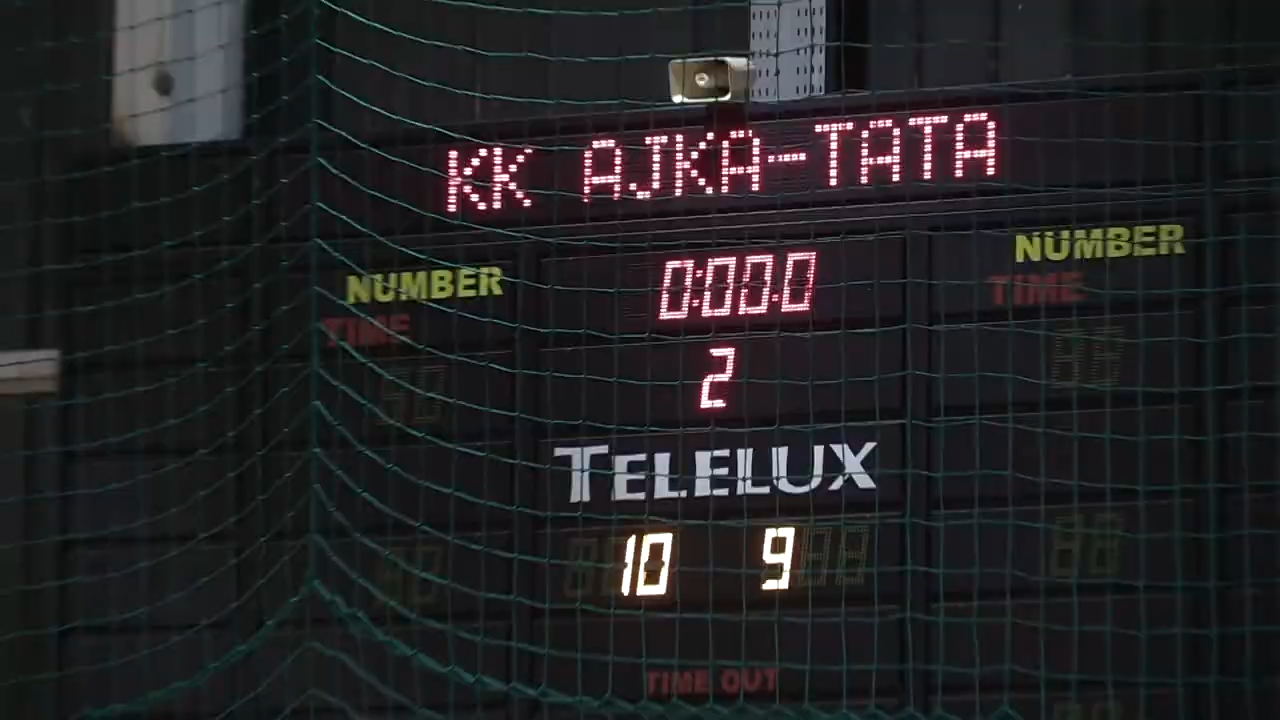 KK AJKA-TATA
NUMBER
0:00.0
NUMBER
TIME
TIME
2
TELELUX
10 9
TIME OUT